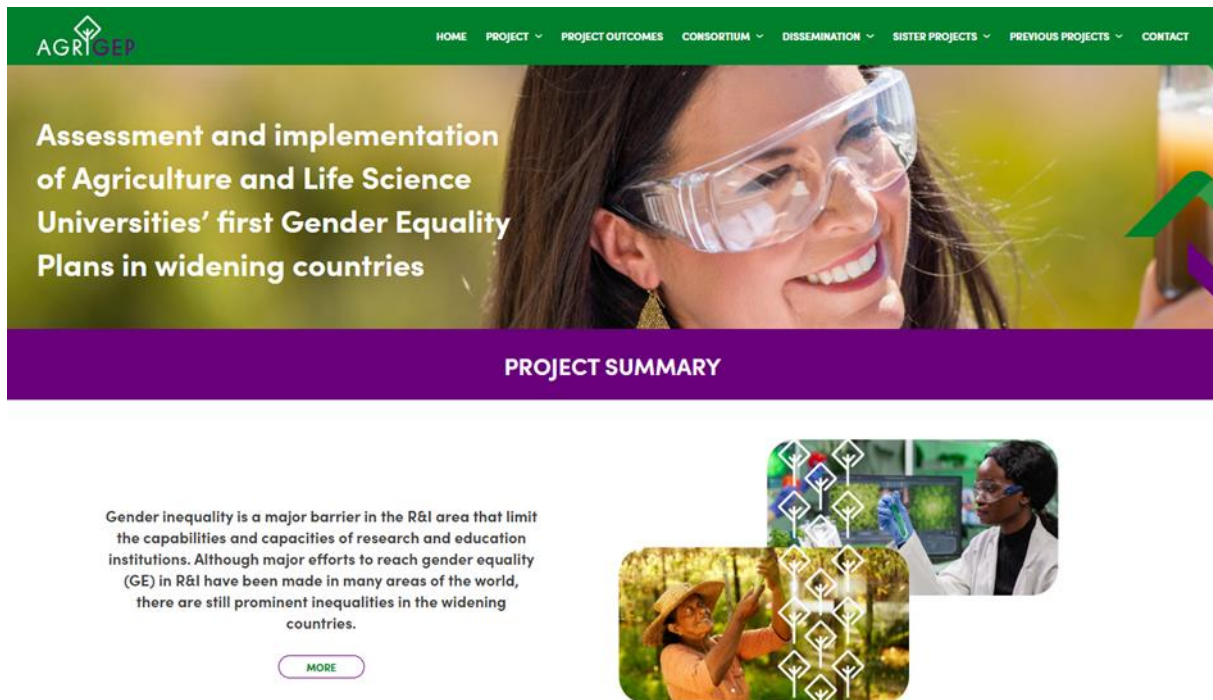 AGRIGEP
HOME PROJECT PROJECT OUTCOMES CONSORTIUM DISSEMINATION SISTER PROJECTS PREVIOUS PROJECTS CONTACT
Assessment and implementation
of Agriculture and Life Science
Universities’ first Gender Equality
Plans in widening countries
PROJECT SUMMARY
Gender inequality is a major barrier in the R&I area that limit
the capabilities and capacities of research and education
institutions. Although major efforts to reach gender equality
(GE) in R&I have been made in many areas of the world,
there are still prominent inequalities in the widening
countries.
MORE